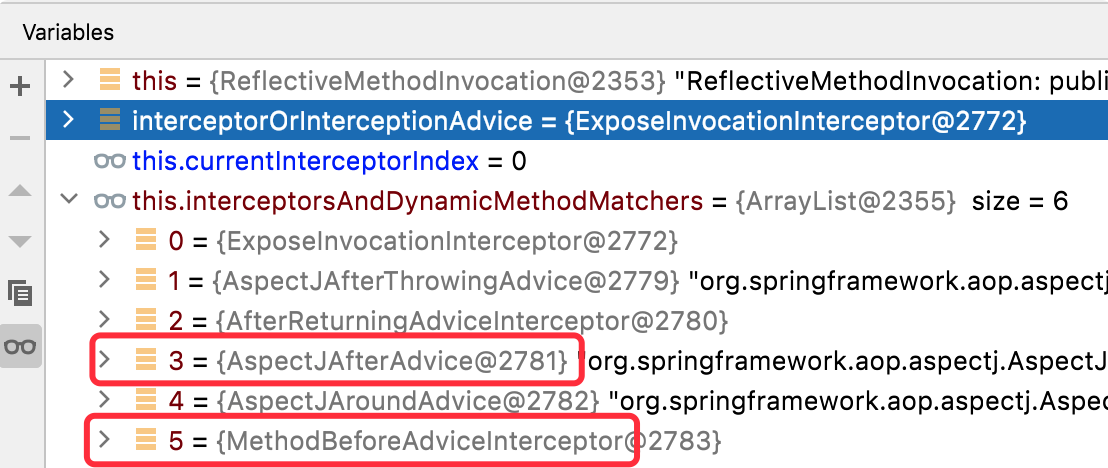 Variables
this = {ReflectiveMethodInvocation@2353} "ReflectiveMethodInvocation: publi
interceptorOrInterceptionAdvice = {ExposeInvocationInterceptor@2772}
this.currentInterceptorIndex = 0
this.interceptorsAndDynamicMethodMatchers = {ArrayList@2355} size = 6
0 = {ExposeInvocationInterceptor@2772}
1 = {AspectJAfterThrowingAdvice@2779} "org.springframework.aop.aspectj
2 = {AfterReturningAdviceInterceptor@2780}
3 = {AspectJAfterAdvice@2781} "org.springframework.aop.aspectj.AspectJ
4 = {AspectJAroundAdvice@2782} "org.springframework.aop.aspectj.Aspec
5 = {MethodBeforeAdviceInterceptor@2783}